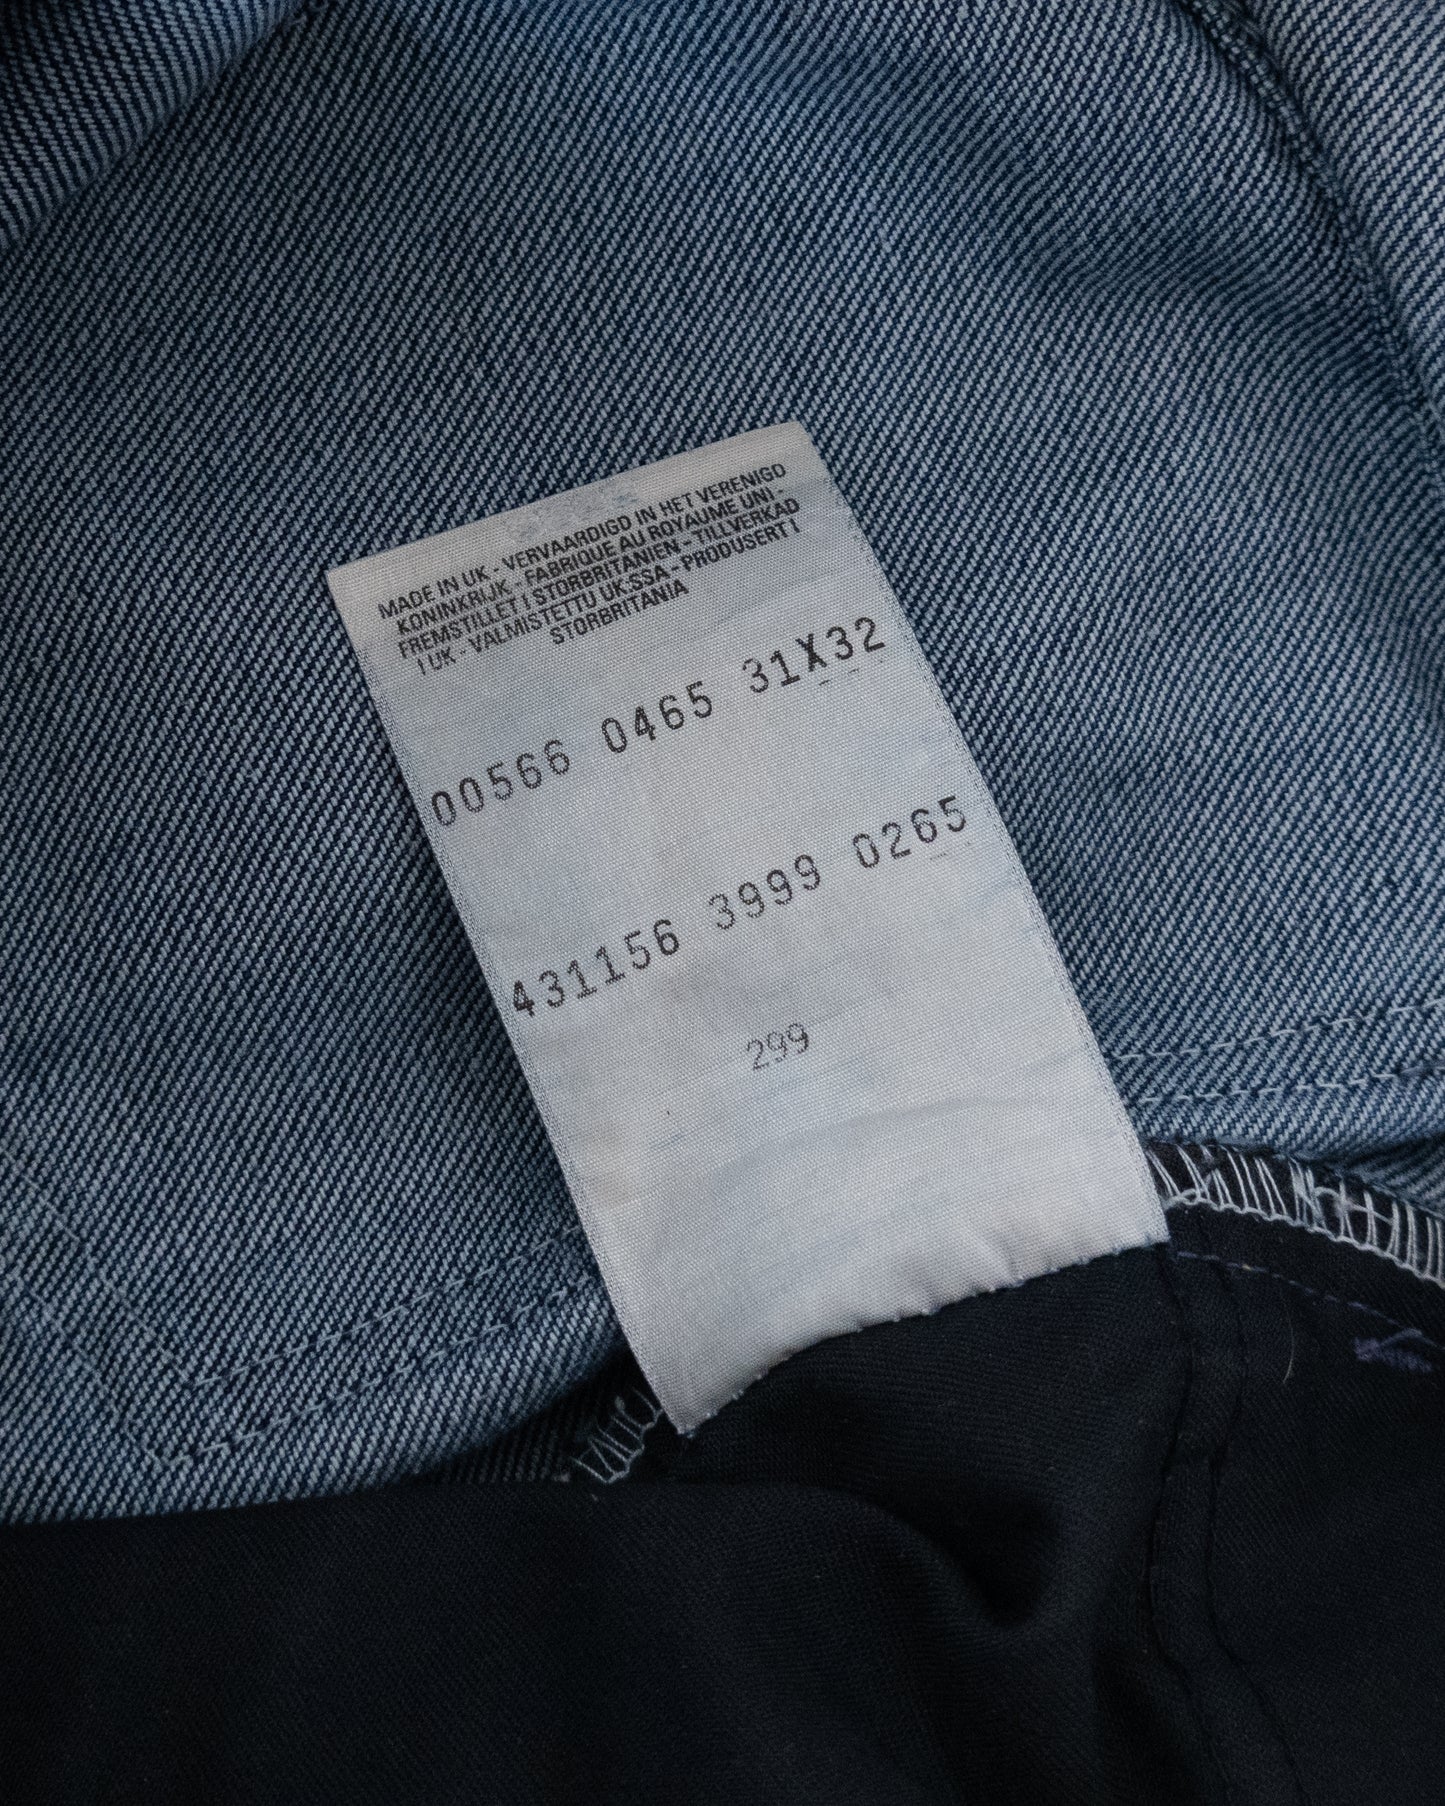 MADE IN UK - VERVAARDIGD IN HET VERENIGD
KONINKRIJK - FABRIQUE AU ROYAUME UNI -
FREMSTILLET I STORBRITANIEN - TILLVERKAD
I UK - VALMISTETTU UK:SSA - PRODUSERT I
STORBRITANIA
00566 0465 31X32
431156 3999 0265
299